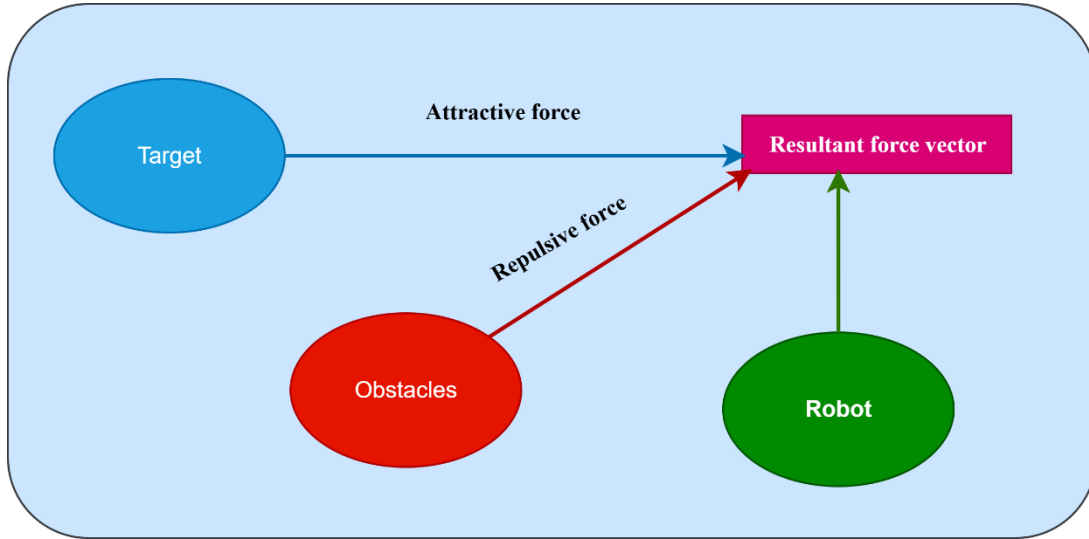 Attractive force
Target
Resultant force vector
Repulsive force
Obstacles
Robot